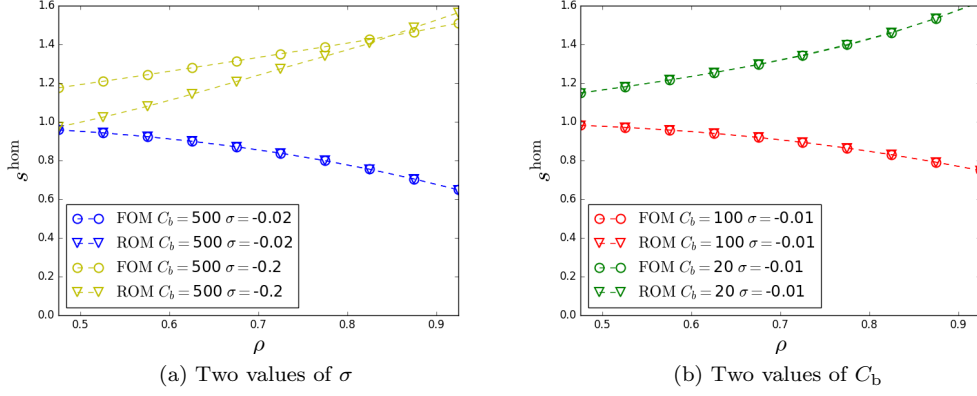 1.6
1.4
1.2
1.0
0.8
0.6
0.4
0.2
0.0
s^hom
FOM C_b = 500 σ = -0.02
ROM C_b = 500 σ = -0.02
FOM C_b = 500 σ = -0.2
ROM C_b = 500 σ = -0.2
0.5 0.6 0.7 0.8 0.9
ρ
(a) Two values of σ
1.6
1.4
1.2
1.0
0.8
0.6
0.4
0.2
0.0
s^hom
FOM C_b = 100 σ = -0.01
ROM C_b = 100 σ = -0.01
FOM C_b = 20 σ = -0.01
ROM C_b = 20 σ = -0.01
0.5 0.6 0.7 0.8 0.9
ρ
(b) Two values of C_b